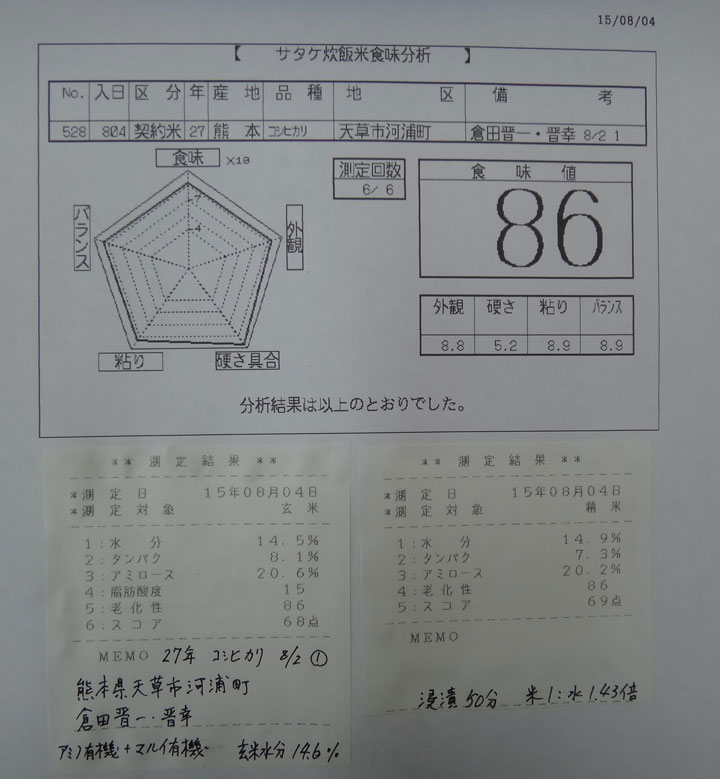 15/08/04
【 サタケ炊飯米食味分析 】
No. 入日 区分 年 産地 品種 地区 備考
528 804 契約米 27 熊本 コシヒカリ 天草市河浦町 倉田晋一・晋幸 8/2 1
食味 ×10
7
4
バランス
外観
粘り
硬さ具合
測定回数
6/ 6
食味値
86
外観 硬さ 粘り バランス
8.8 5.2 8.9 8.9
分析結果は以上のとおりでした。
** 測定結果 **
*測定日 15年08月04日
*測定対象 玄米
1:水分 14.5%
2:タンパク 8.1%
3:アミロース 20.6%
4:脂肪酸度 15
5:老化性 86
6:スコア 68点
MEMO 27年 コシヒカリ 8/2 ①
熊本県天草市河浦町
倉田晋一・晋幸
アミノ有機+マルイ有機 玄米水分 14.6%
** 測定結果 **
*測定日 15年08月04日
*測定対象 精米
1:水分 14.9%
2:タンパク 7.3%
3:アミロース 20.2%
4:老化性 86
5:スコア 69点
MEMO
浸漬 50分 米1:水1.43倍